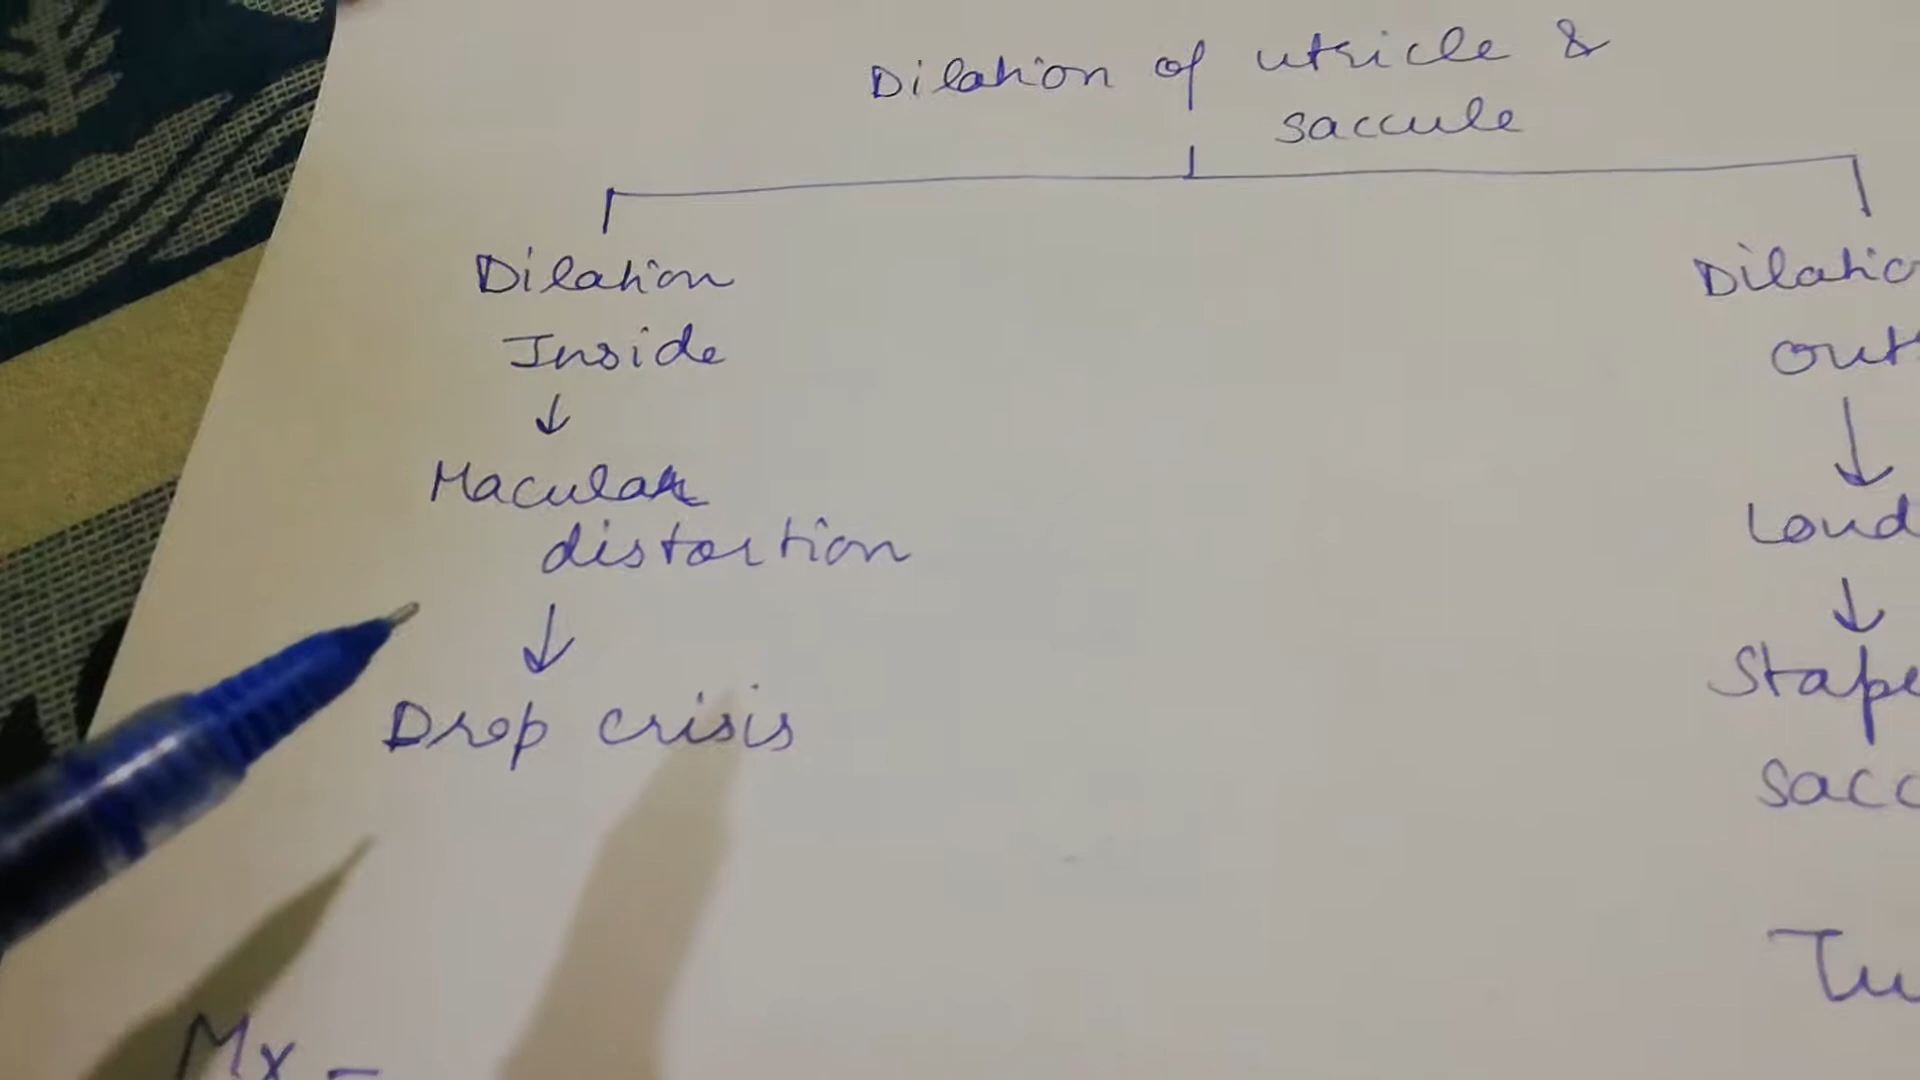 Dilation of utricle &
saccule
Dilation
Inside
↓
Macular
distortion
↓
Drop crisis
Mx -
Dilatio
out
↓
Loud
↓
Stape
sacc
Tu